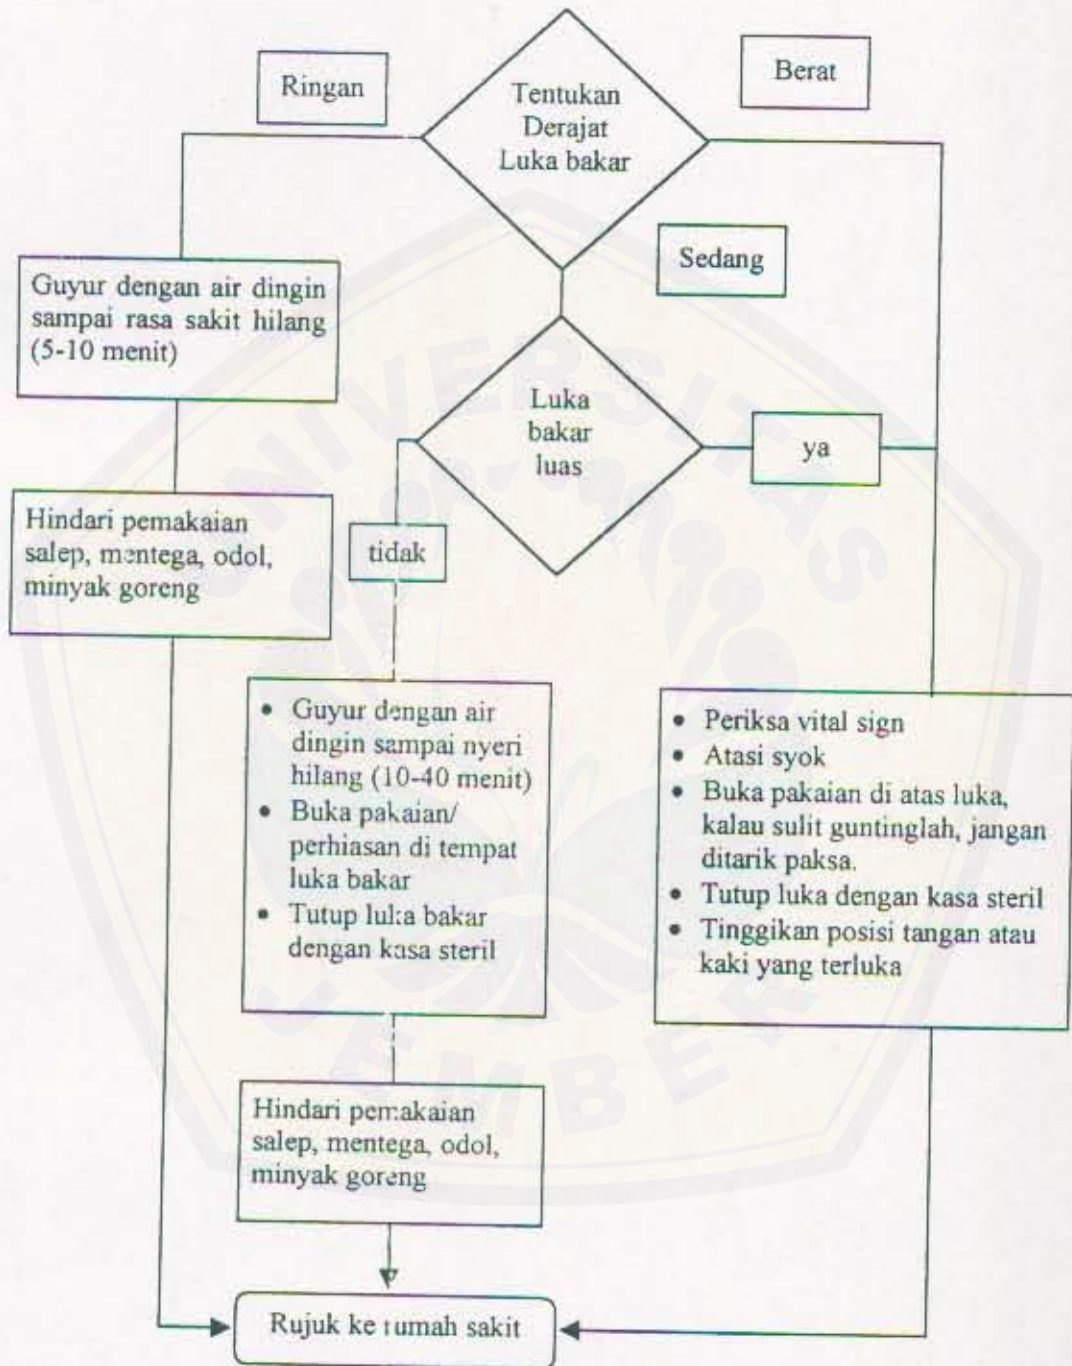 Ringan
Tentukan
Derajat
Luka bakar
Berat
Sedang
Guyur dengan air dingin
sampai rasa sakit hilang
(5-10 menit)
Luka
bakar
luas
ya
Hindari pemakaian
salep, mentega, odol,
minyak goreng
tidak
• Guyur dengan air
dingin sampai nyeri
hilang (10-40 menit)
• Buka pakaian/
perhiasan di tempat
luka bakar
• Tutup luka bakar
dengan kasa steril
• Periksa vital sign
• Atasi syok
• Buka pakaian di atas luka,
kalau sulit guntinglah, jangan
ditarik paksa.
• Tutup luka dengan kasa steril
• Tinggikan posisi tangan atau
kaki yang terluka
Hindari pemakaian
salep, mentega, odol,
minyak goreng
Rujuk ke rumah sakit
UNIVERSITAS
JEMBER